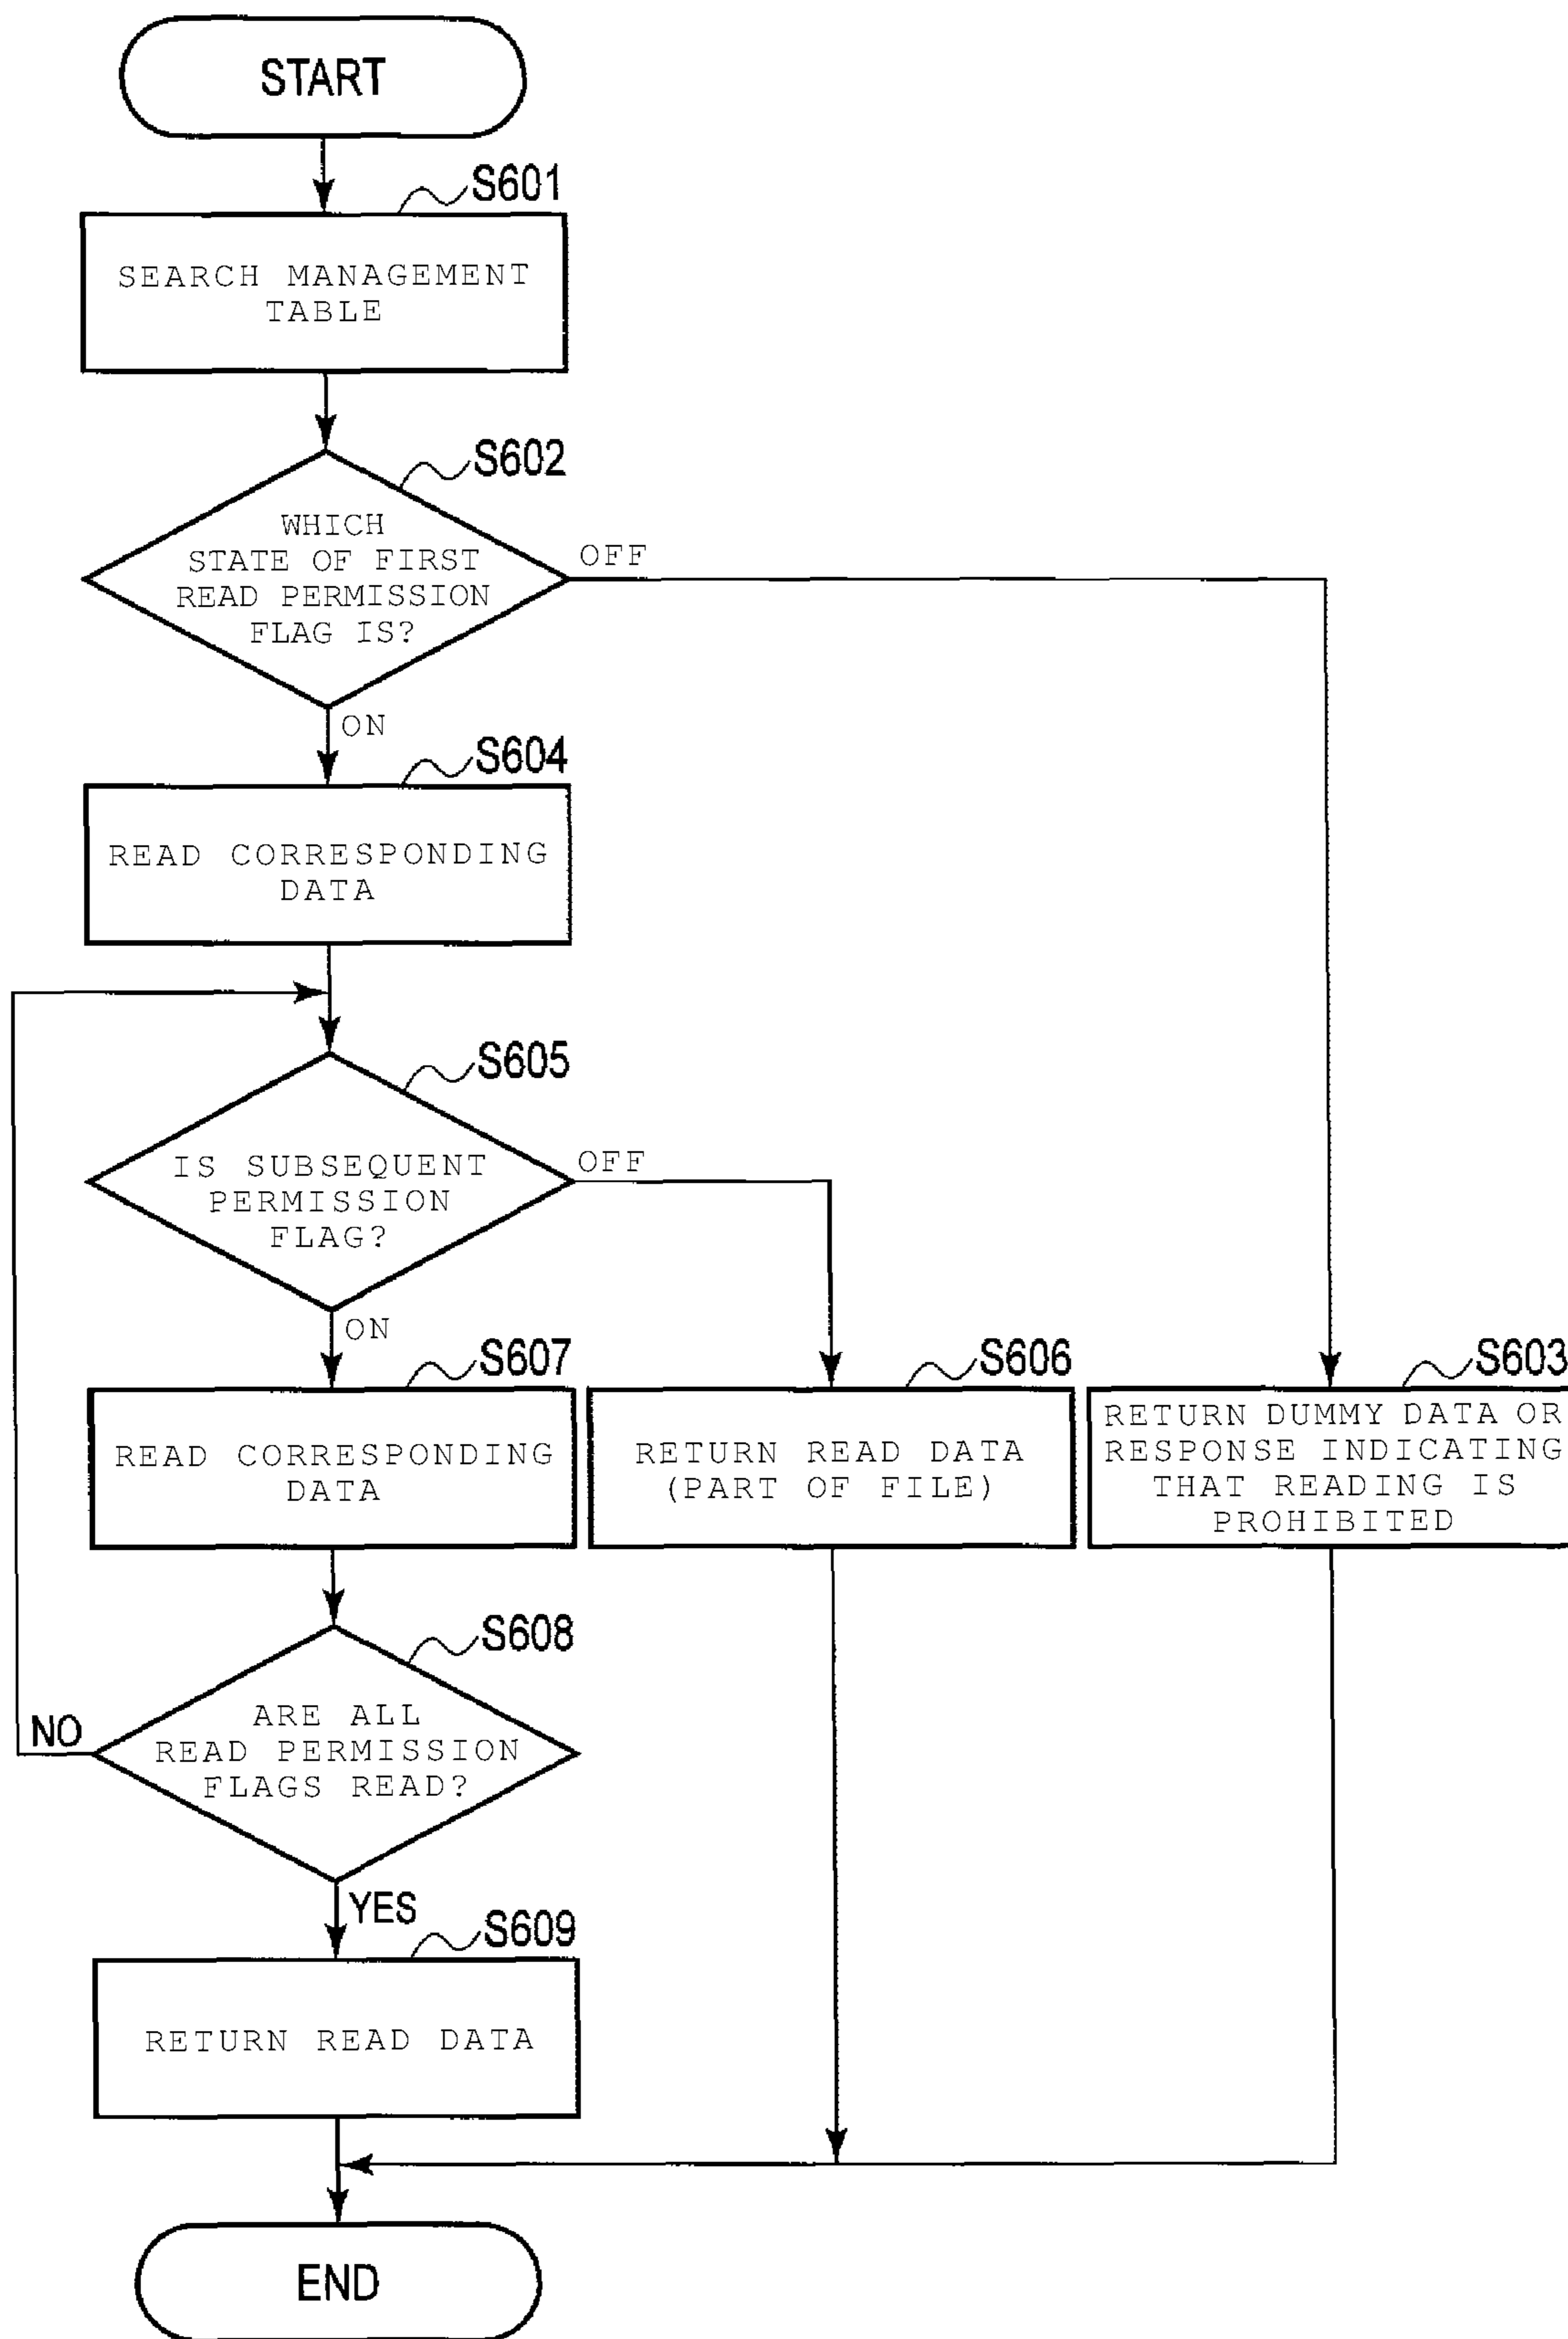 START
S601
SEARCH MANAGEMENT
TABLE
S602
WHICH
STATE OF FIRST
READ PERMISSION
FLAG IS?
OFF
ON
S604
READ CORRESPONDING
DATA
S605
IS SUBSEQUENT
PERMISSION
FLAG?
OFF
ON
S607
READ CORRESPONDING
DATA
S606
RETURN READ DATA
(PART OF FILE)
S603
RETURN DUMMY DATA OR
RESPONSE INDICATING
THAT READING IS
PROHIBITED
S608
ARE ALL
READ PERMISSION
FLAGS READ?
NO
YES
S609
RETURN READ DATA
END